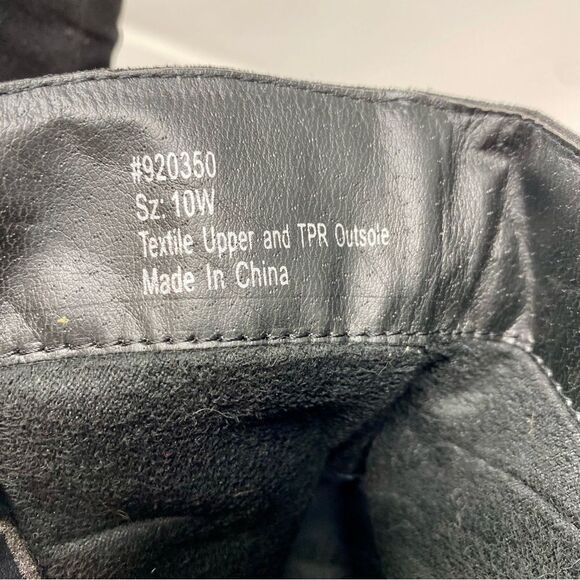 #920350
Sz: 10W
Textile Upper and TPR Outsole
Made In China